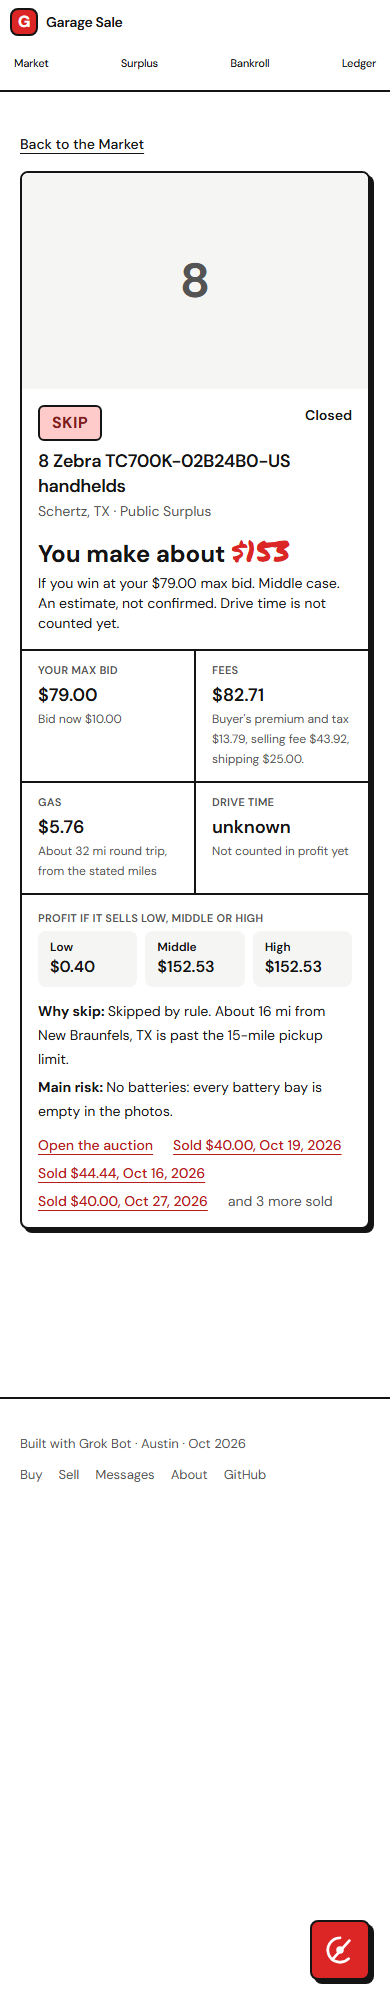 G Garage Sale
Market Surplus Bankroll Ledger
Back to the Market
8
SKIP
Closed
8 Zebra TC700K-02B24B0-US
handhelds
Schertz, TX · Public Surplus
You make about $153
If you win at your $79.00 max bid. Middle case.
An estimate, not confirmed. Drive time is not
counted yet.
YOUR MAX BID
$79.00
Bid now $10.00
FEES
$82.71
Buyer's premium and tax
$13.79, selling fee $43.92,
shipping $25.00.
GAS
$5.76
About 32 mi round trip,
from the stated miles
DRIVE TIME
unknown
Not counted in profit yet
PROFIT IF IT SELLS LOW, MIDDLE OR HIGH
Low
$0.40
Middle
$152.53
High
$152.53
Why skip: Skipped by rule. About 16 mi from
New Braunfels, TX is past the 15-mile pickup
limit.
Main risk: No batteries: every battery bay is
empty in the photos.
Open the auction Sold $40.00, Oct 19, 2026
Sold $44.44, Oct 16, 2026
Sold $40.00, Oct 27, 2026 and 3 more sold
Built with Grok Bot · Austin · Oct 2026
Buy Sell Messages About GitHub